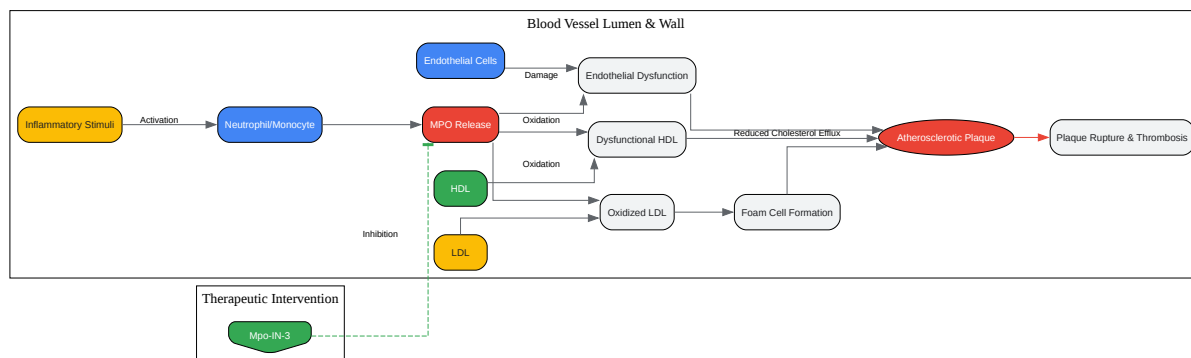 Blood Vessel Lumen & Wall
Endothelial Cells
Damage
Endothelial Dysfunction
Inflammatory Stimuli
Activation
Neutrophil/Monocyte
MPO Release
Oxidation
Dysfunctional HDL
Reduced Cholesterol Efflux
Atherosclerotic Plaque
Plaque Rupture & Thrombosis
HDL
Oxidation
Oxidized LDL
Foam Cell Formation
Inhibition
LDL
Therapeutic Intervention
Mpo-IN-3